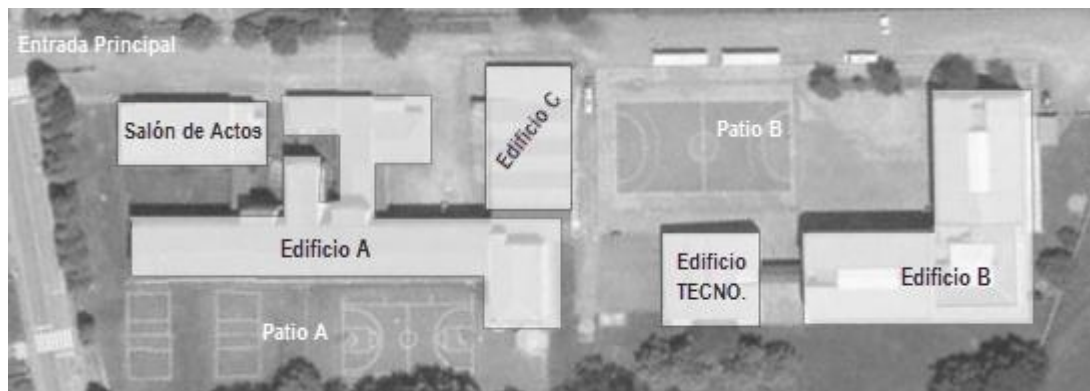 Entrada Principal
Salón de Actos
Edificio C
Patio B
Edificio A
Edificio
TECNO.
Edificio B
Patio A